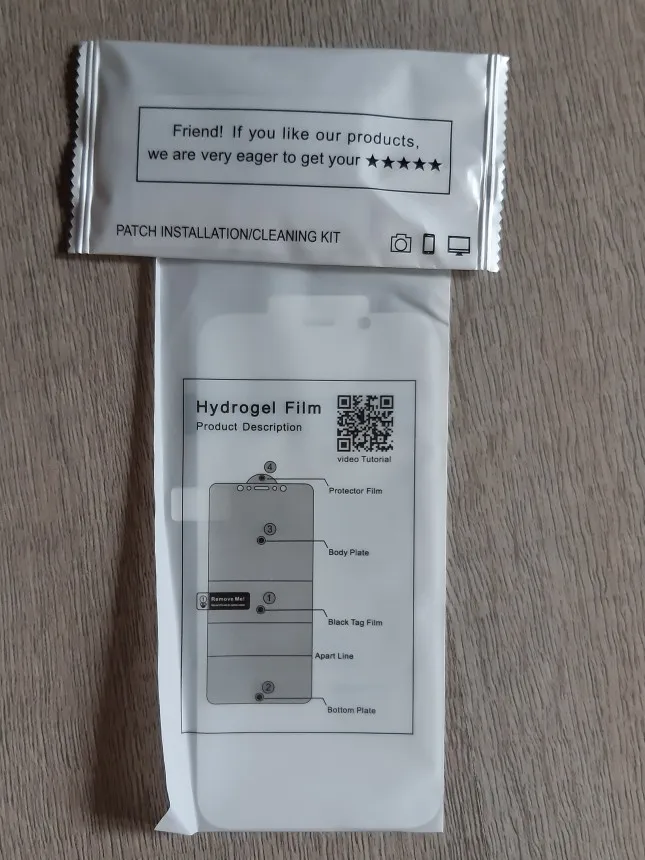 Friend! If you like our products,
we are very eager to get your ★★★★★
PATCH INSTALLATION/CLEANING KIT
Hydrogel Film
Product Description
video Tutorial
④
Protector Film
③
Body Plate
①
Remove Me!
①
Black Tag Film
Apart Line
②
Bottom Plate